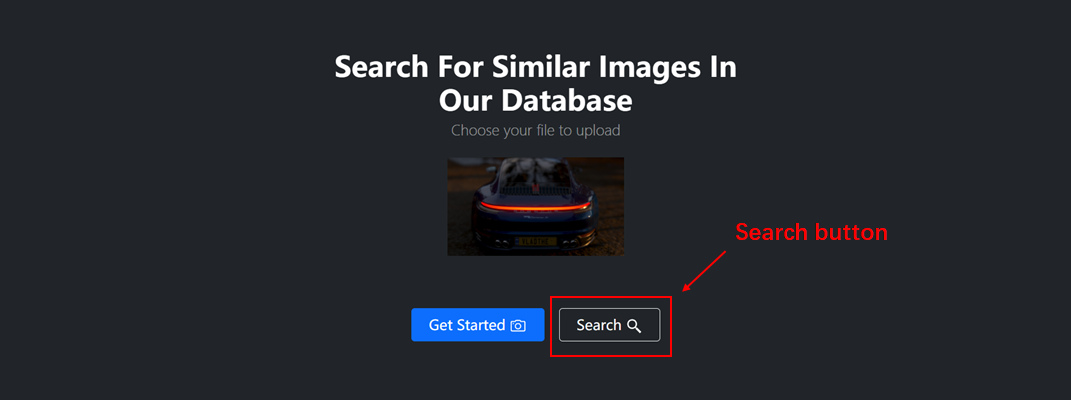 Search For Similar Images In
Our Database
Choose your file to upload
Search button
Get Started
Search